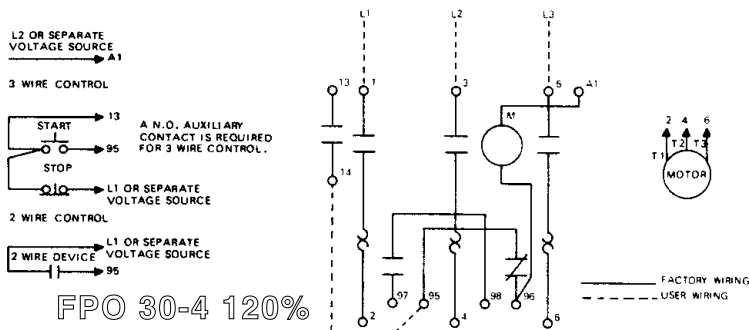 L2 OR SEPARATE
VOLTAGE SOURCE
A1
3 WIRE CONTROL
13
START
95
A N.O. AUXILIARY
CONTACT IS REQUIRED
FOR 3 WIRE CONTROL.
STOP
L1 OR SEPARATE
VOLTAGE SOURCE
2 WIRE CONTROL
L1 OR SEPARATE
VOLTAGE SOURCE
2 WIRE DEVICE
95
FPO 30-4 120%
L1
L2
L3
13
1
3
5
A1
M
14
97
95
98
96
2
4
6
2 4 6
T1 T2 T3
MOTOR
FACTORY WIRING
USER WIRING